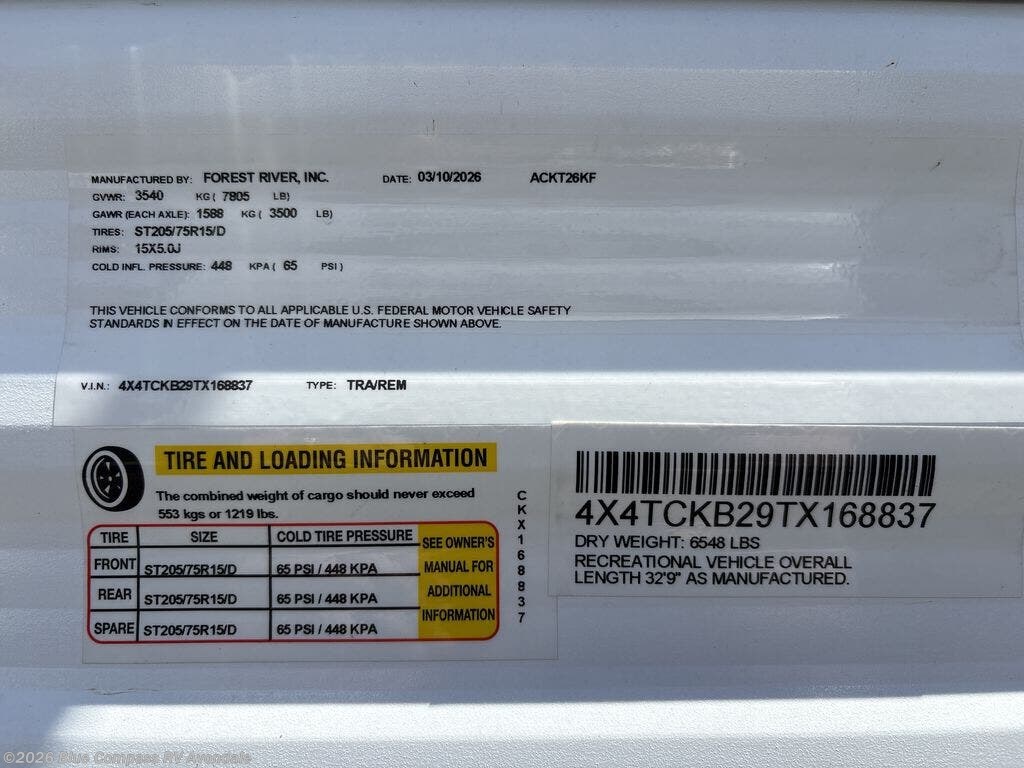 MANUFACTURED BY: FOREST RIVER, INC. DATE: 03/10/2026 ACKT26KF
GVWR: 3540 KG ( 7805 LB)
GAWR (EACH AXLE): 1588 KG ( 3500 LB)
TIRES: ST205/75R15/D
RIMS: 15X5.0J
COLD INFL. PRESSURE: 448 KPA ( 65 PSI )
THIS VEHICLE CONFORMS TO ALL APPLICABLE U.S. FEDERAL MOTOR VEHICLE SAFETY
STANDARDS IN EFFECT ON THE DATE OF MANUFACTURE SHOWN ABOVE.
V.I.N.: 4X4TCKB29TX168837 TYPE: TRA/REM
TIRE AND LOADING INFORMATION
The combined weight of cargo should never exceed
553 kgs or 1219 lbs.
TIRE SIZE COLD TIRE PRESSURE
FRONT ST205/75R15/D 65 PSI / 448 KPA
REAR ST205/75R15/D 65 PSI / 448 KPA
SPARE ST205/75R15/D 65 PSI / 448 KPA
SEE OWNER'S
MANUAL FOR
ADDITIONAL
INFORMATION
CKX168837
4X4TCKB29TX168837
DRY WEIGHT: 6548 LBS
RECREATIONAL VEHICLE OVERALL
LENGTH 32'9" AS MANUFACTURED.
©2026 Blue Compass RV Avondale